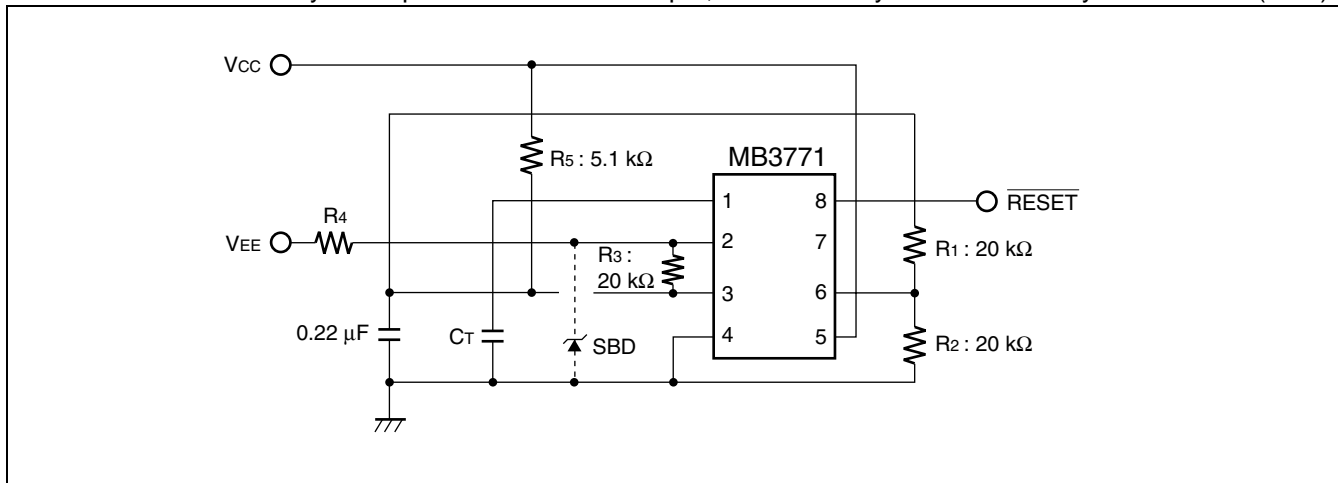 VCC
R5 : 5.1 kΩ
MB3771
1
8
RESET
R4
VEE
2
7
R3 :
20 kΩ
R1 : 20 kΩ
3
6
0.22 μF
CT
SBD
4
5
R2 : 20 kΩ